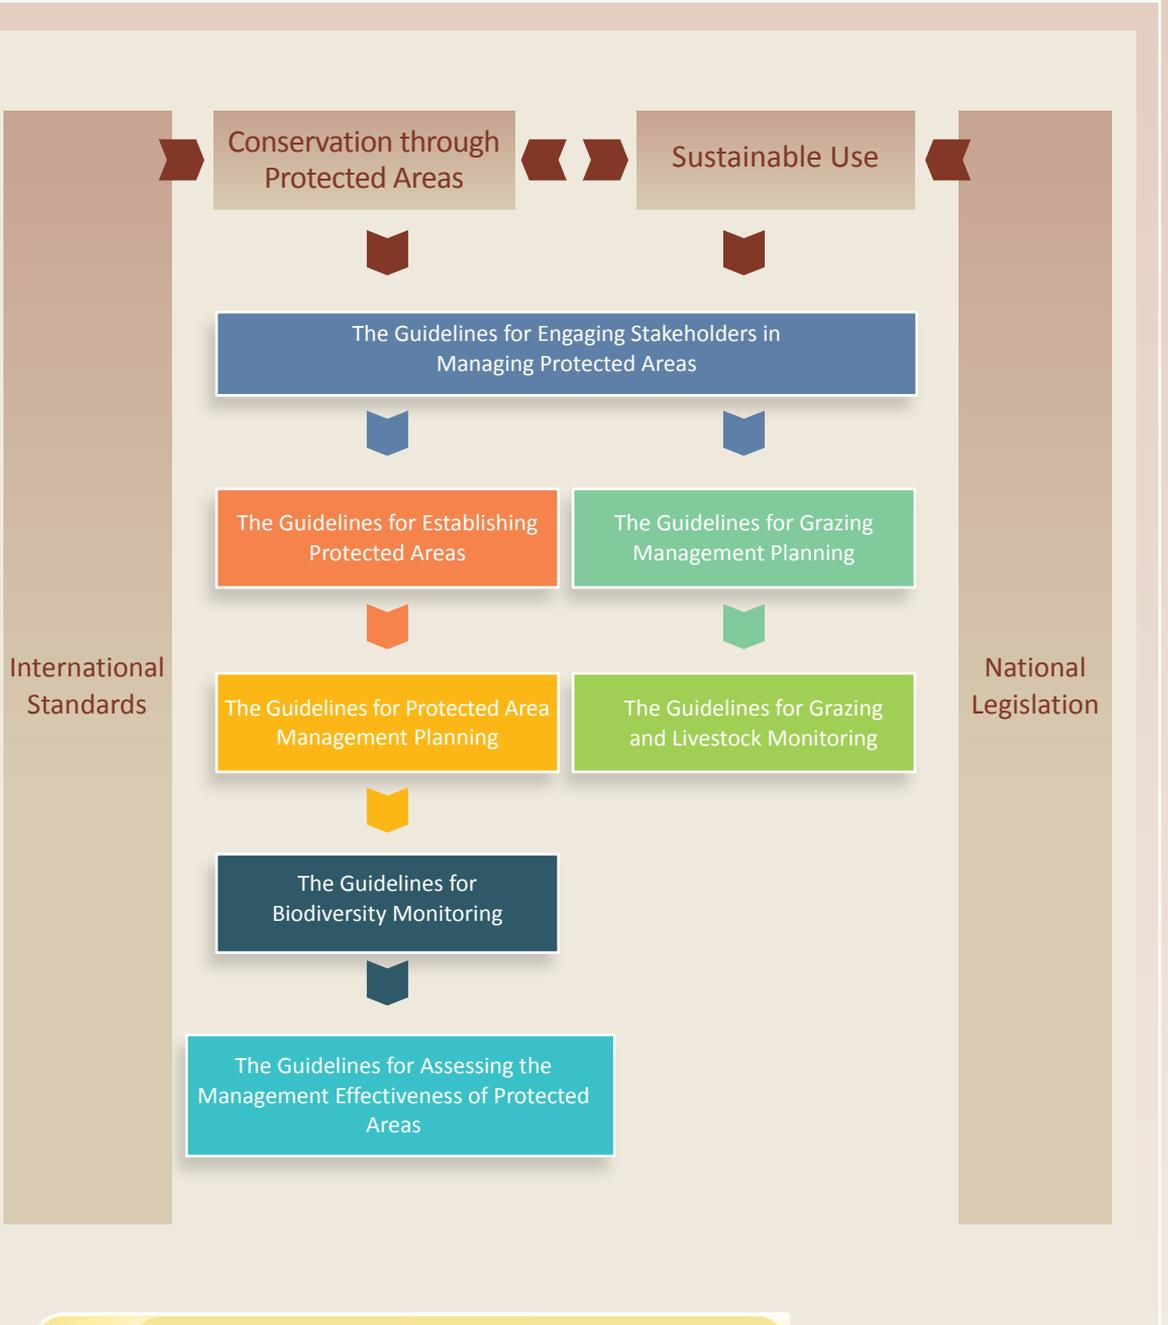 Conservation through
Protected Areas
Sustainable Use
The Guidelines for Engaging Stakeholders in
Managing Protected Areas
The Guidelines for Establishing
Protected Areas
The Guidelines for Grazing
Management Planning
International
Standards
National
Legislation
The Guidelines for Protected Area
Management Planning
The Guidelines for Grazing
and Livestock Monitoring
The Guidelines for
Biodiversity Monitoring
The Guidelines for Assessing the
Management Effectiveness of Protected
Areas